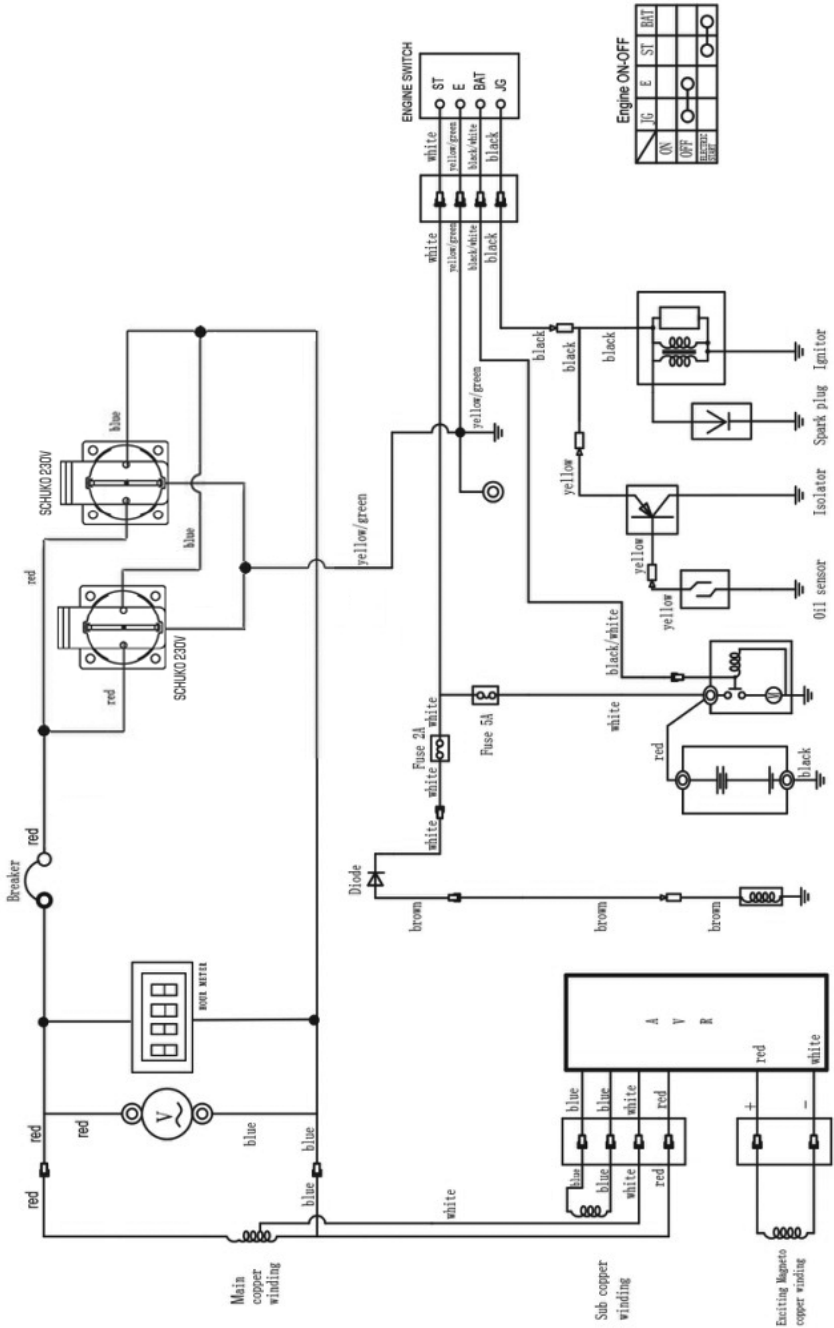 ENGINE SWITCH
ST
E
BAT
JG
white
yellow/green
black/white
black
white
yellow/green
black/white
black
Engine ON-OFF
JG
E
ST
BAT
ON
OFF
ELECTRIC
START
SCHUKO 230V
SCHUKO 230V
blue
blue
red
red
yellow/green
yellow/green
black
black
black
yellow
yellow
yellow
Ignitor
Spark plug
Isolator
Oil sensor
black/white
white
white
Fuse 2A
Fuse 5A
white
white
red
black
Diode
brown
brown
brown
Breaker
red
HOUR METER
V
red
red
red
blue
blue
blue
white
Main
copper
winding
A V R
blue
blue
white
red
blue
blue
white
red
red
white
+
-
Sub copper
winding
Exciting Magneto
copper winding